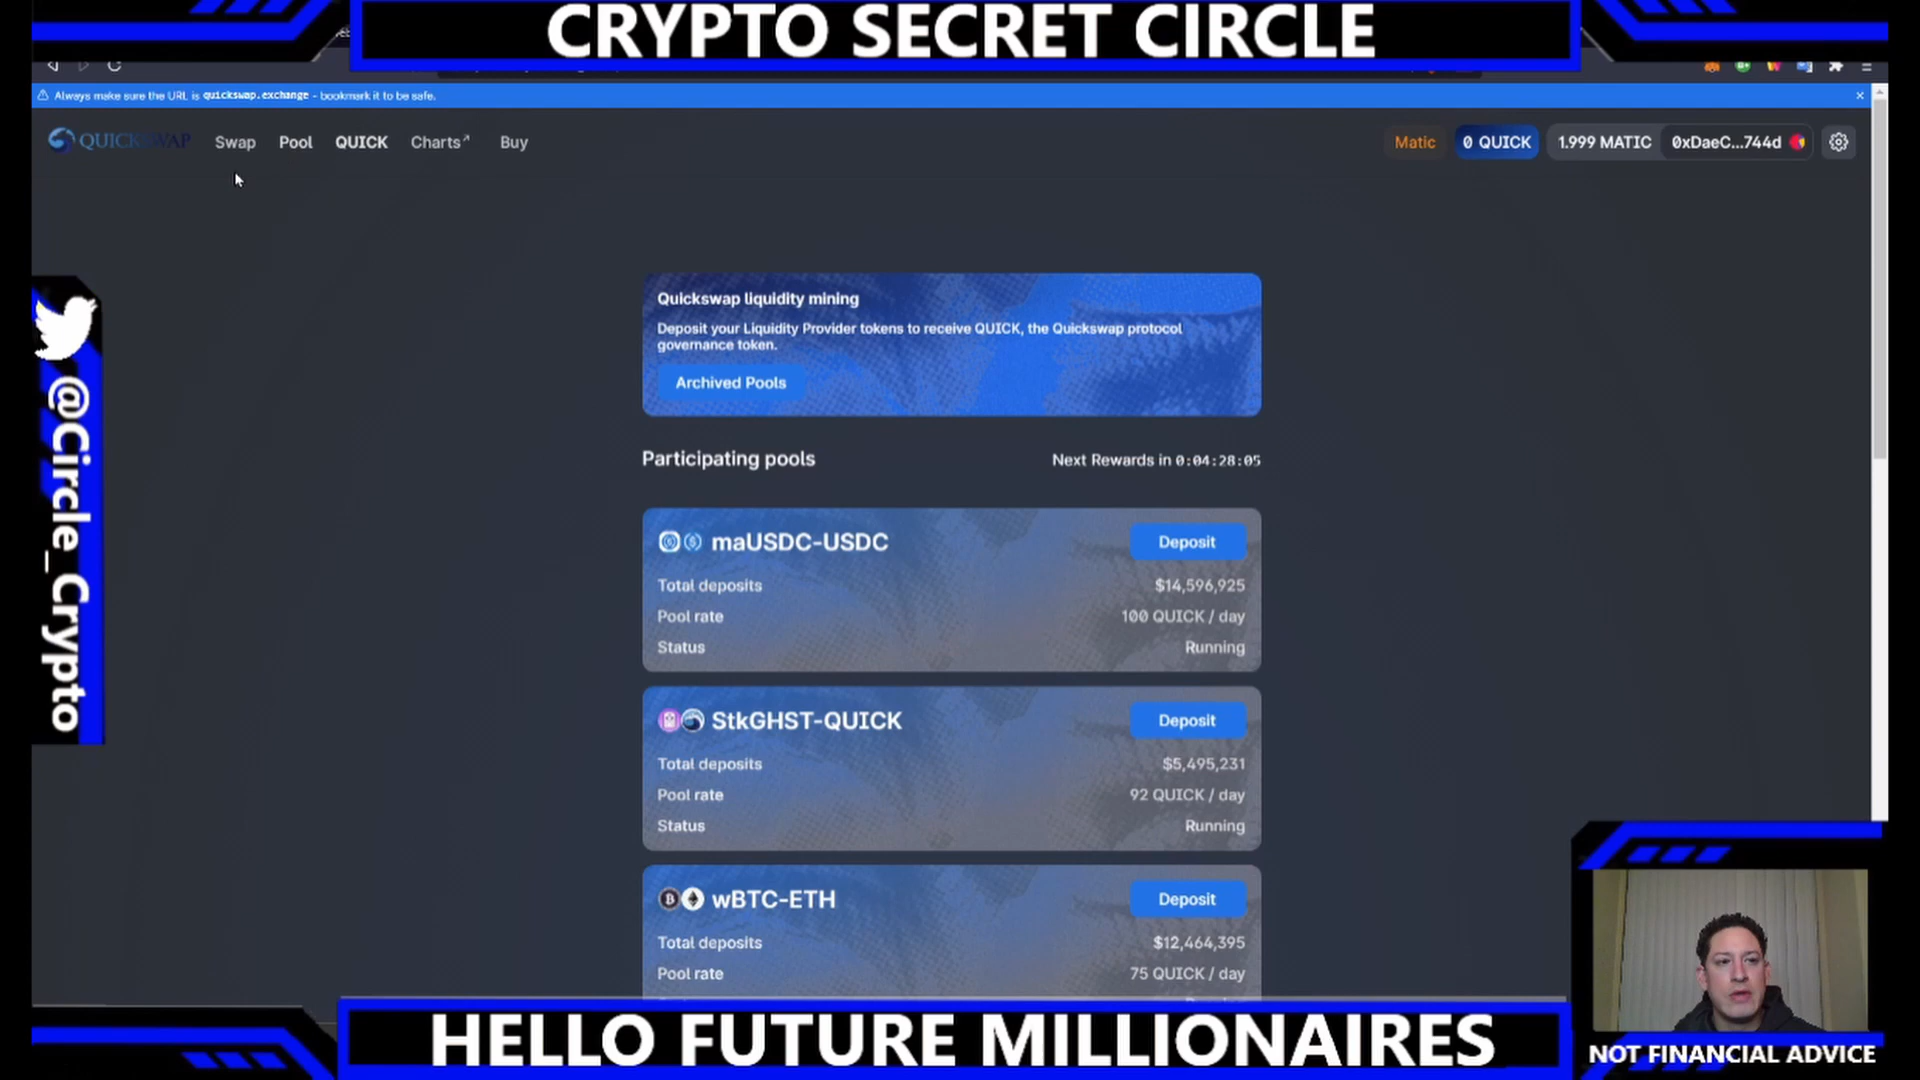 CRYPTO SECRET CIRCLE
Always make sure the URL is quickswap.exchange - bookmark it to be safe.
QUICKSWAP Swap Pool QUICK Charts↗ Buy Matic 0 QUICK 1.999 MATIC 0xDaeC...744d
Quickswap liquidity mining
Deposit your Liquidity Provider tokens to receive QUICK, the Quickswap protocol
governance token.
Archived Pools
Participating pools Next Rewards in 0:04:28:05
maUSDC-USDC Deposit
Total deposits $14,596,925
Pool rate 100 QUICK / day
Status Running
StkGHST-QUICK Deposit
Total deposits $5,495,231
Pool rate 92 QUICK / day
Status Running
wBTC-ETH Deposit
Total deposits $12,464,395
Pool rate 75 QUICK / day
@Circle_Crypto
HELLO FUTURE MILLIONAIRES
NOT FINANCIAL ADVICE